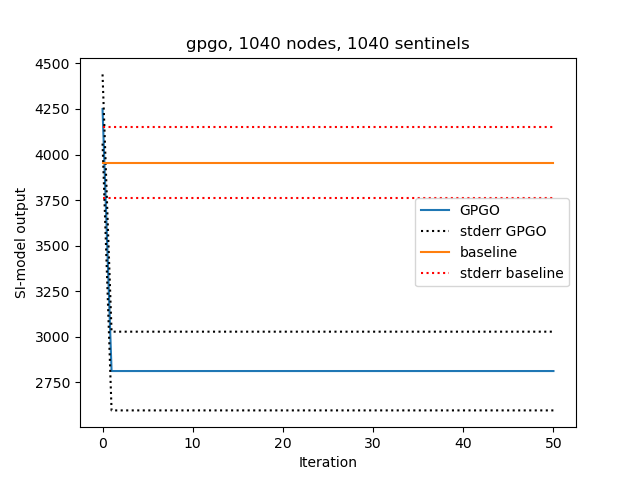 gpgo, 1040 nodes, 1040 sentinels
4500
4250
4000
3750
3500
3250
3000
2750
SI-model output
GPGO
stderr GPGO
baseline
stderr baseline
0 10 20 30 40 50
Iteration